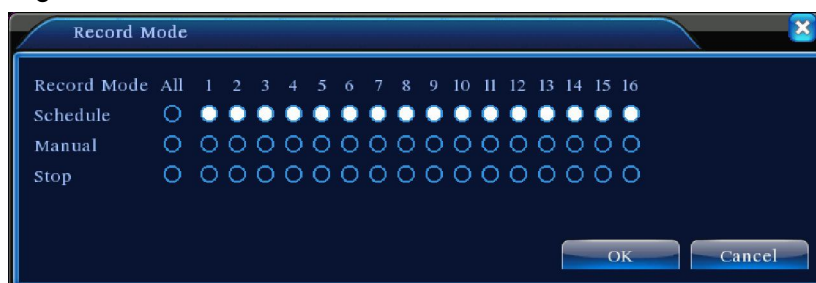 Record Mode
Record Mode All 1 2 3 4 5 6 7 8 9 10 11 12 13 14 15 16
Schedule
Manual
Stop
OK Cancel